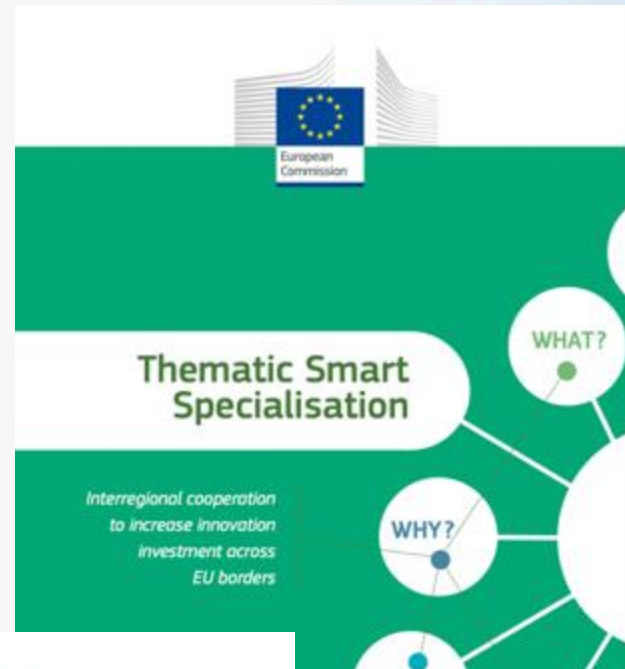 European
Commission
WHAT?
Thematic Smart
Specialisation
Interregional cooperation
to increase innovation
investment across
EU borders
WHY?